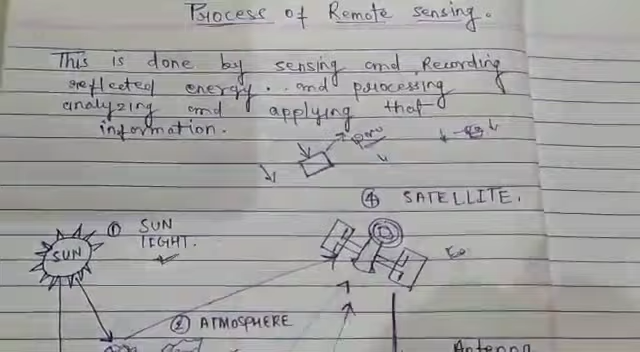 Process of Remote sensing.
This is done by sensing and Recording
reflected energy.. and processing
analyzing and applying that
information.
④ SATELLITE.
① SUN
LIGHT.
SUN
② ATMOSPHERE
Antenna